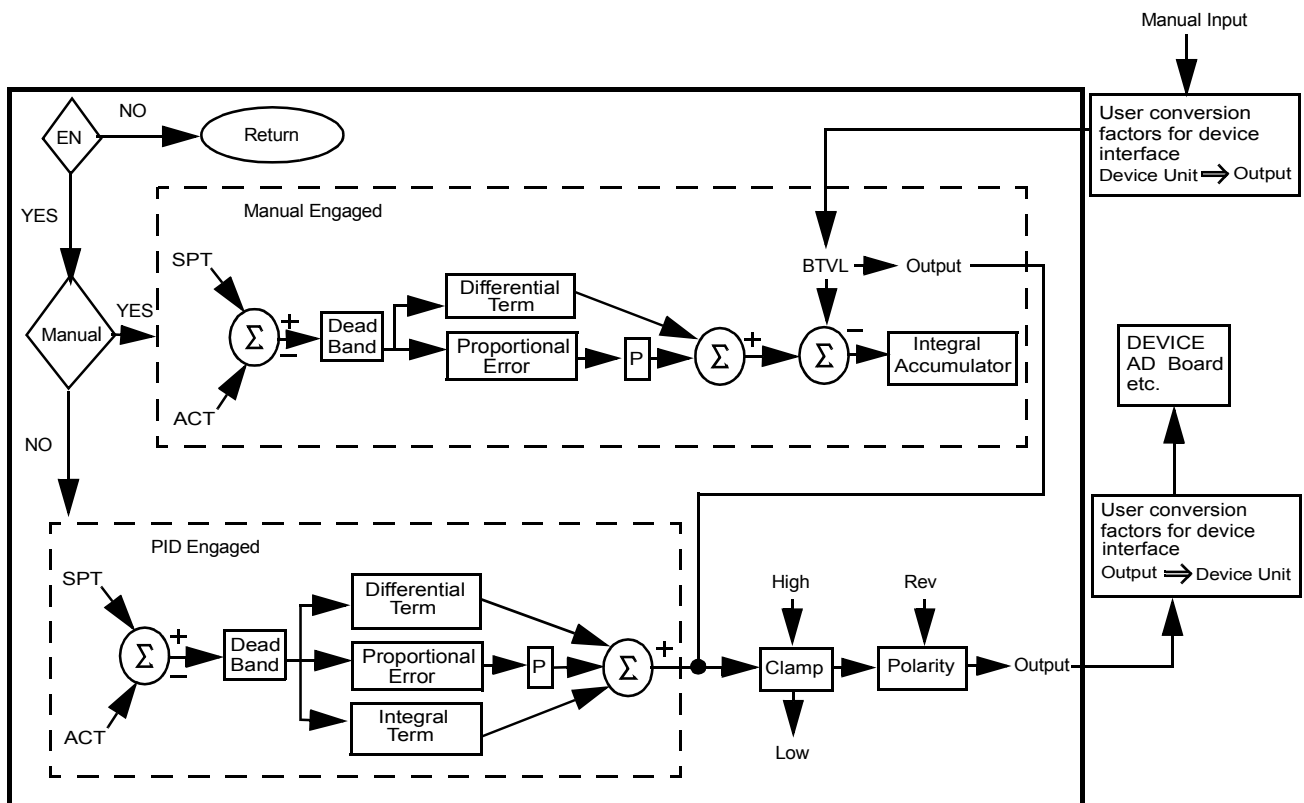 Manual Input
User conversion
factors for device
interface
Device Unit ⇒ Output
EN
NO
Return
YES
Manual
YES
NO
Manual Engaged
SPT
ACT
Σ
+
−
Dead
Band
Differential
Term
Proportional
Error
P
Σ
+
BTVL
Output
Σ
−
Integral
Accumulator
DEVICE
AD Board
etc.
User conversion
factors for device
interface
Output ⇒ Device Unit
PID Engaged
SPT
ACT
Σ
+
−
Dead
Band
Differential
Term
Proportional
Error
P
Integral
Term
Σ
+
High
Clamp
Low
Rev
Polarity
Output